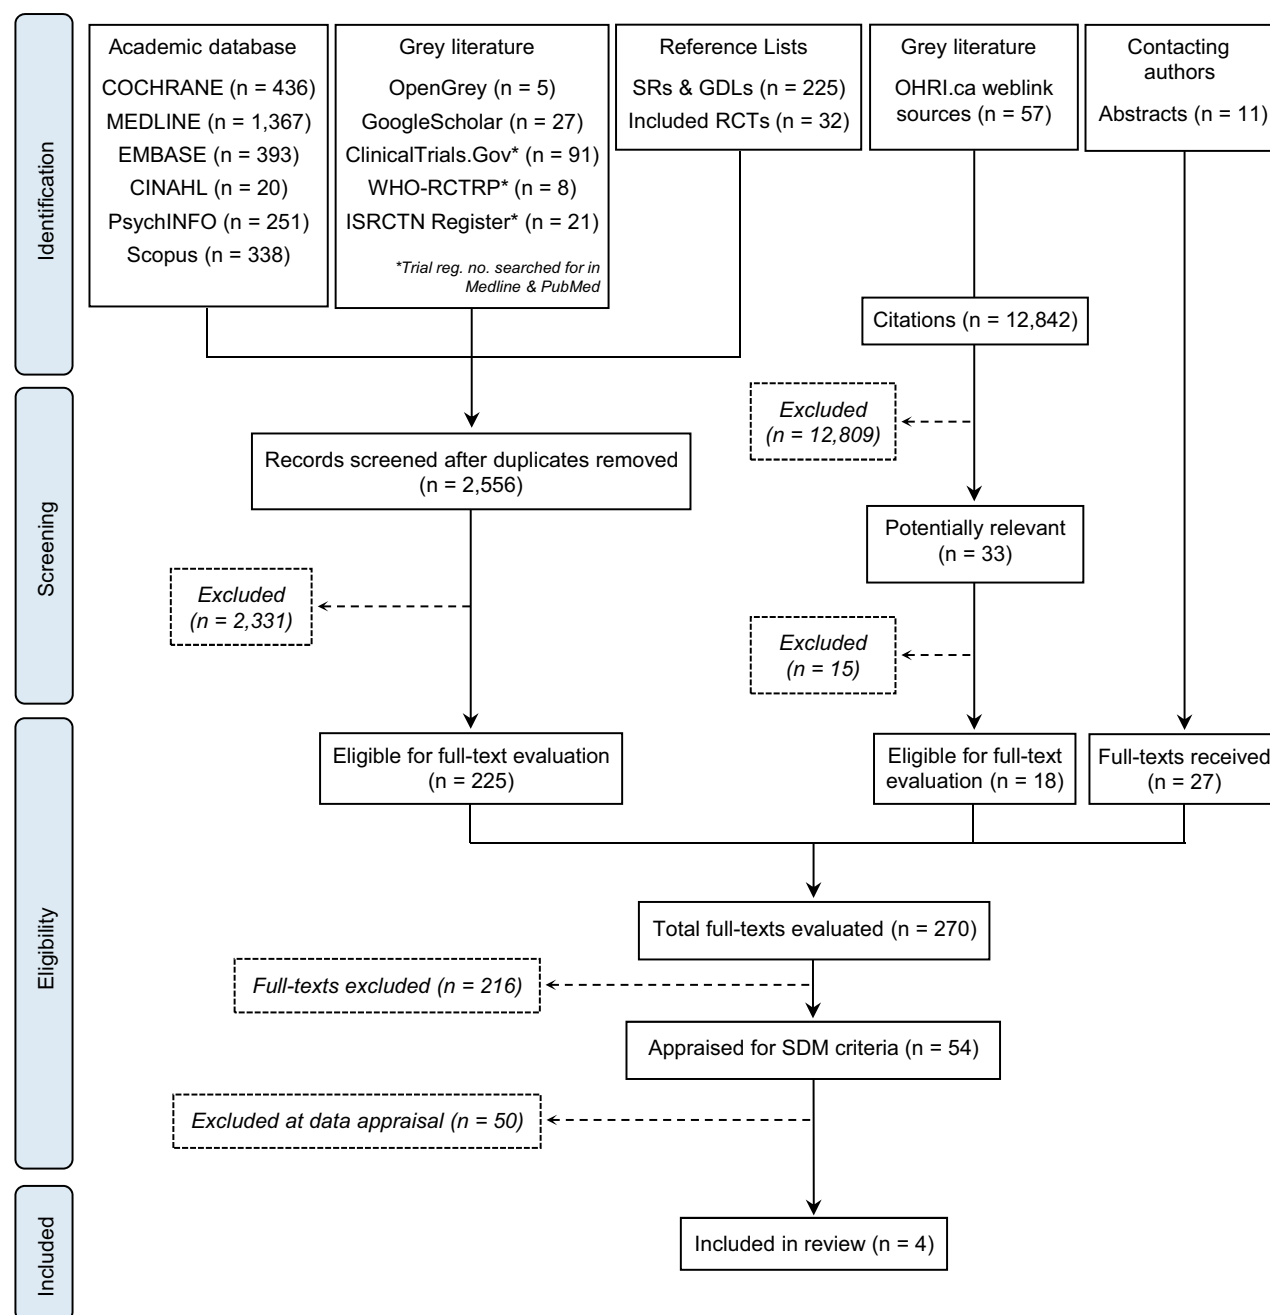 Identification
Academic database
COCHRANE (n = 436)
MEDLINE (n = 1,367)
EMBASE (n = 393)
CINAHL (n = 20)
PsychINFO (n = 251)
Scopus (n = 338)
Grey literature
OpenGrey (n = 5)
GoogleScholar (n = 27)
ClinicalTrials.Gov* (n = 91)
WHO-RCTRP* (n = 8)
ISRCTN Register* (n = 21)
*Trial reg. no. searched for in
Medline & PubMed
Reference Lists
SRs & GDLs (n = 225)
Included RCTs (n = 32)
Grey literature
OHRI.ca weblink
sources (n = 57)
Contacting
authors
Abstracts (n = 11)
Citations (n = 12,842)
Screening
Excluded
(n = 12,809)
Records screened after duplicates removed
(n = 2,556)
Potentially relevant
(n = 33)
Excluded
(n = 2,331)
Excluded
(n = 15)
Eligibility
Eligible for full-text evaluation
(n = 225)
Eligible for full-text
evaluation (n = 18)
Full-texts received
(n = 27)
Total full-texts evaluated (n = 270)
Full-texts excluded (n = 216)
Appraised for SDM criteria (n = 54)
Excluded at data appraisal (n = 50)
Included
Included in review (n = 4)